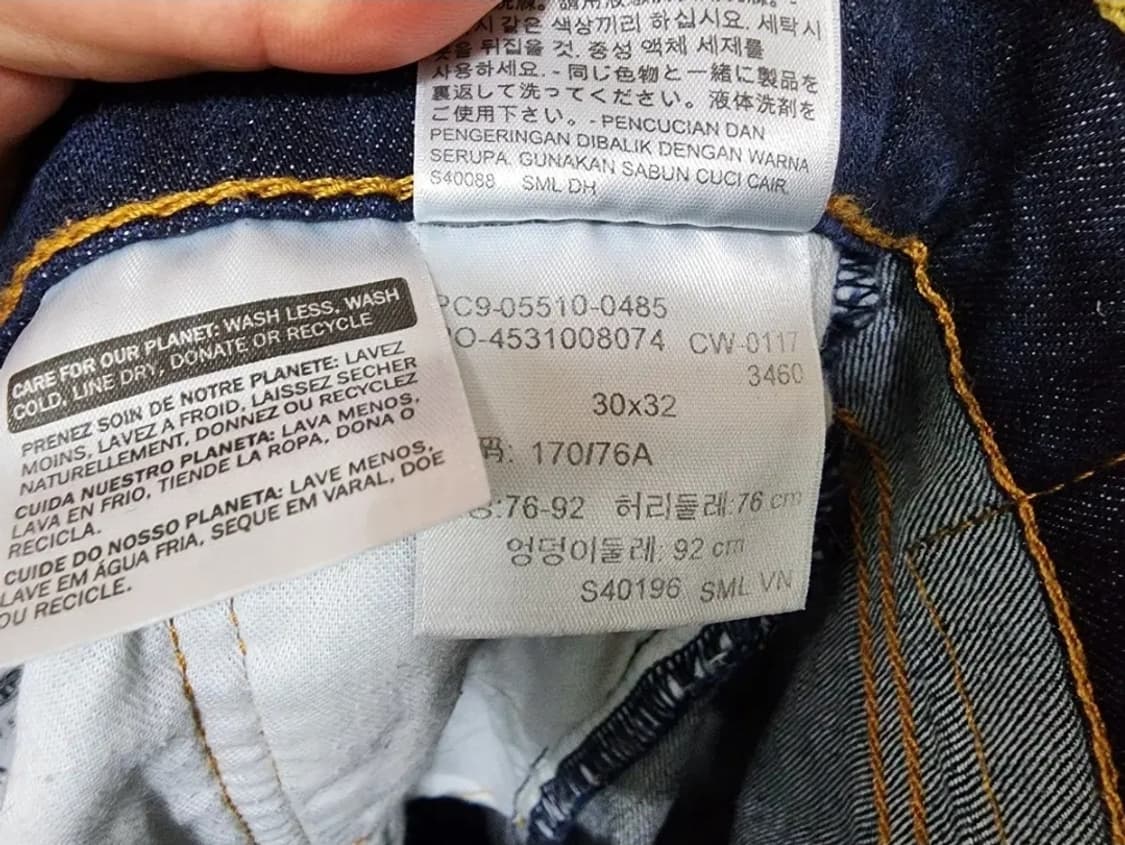 같은 색상끼리 하십시요. 세탁시
뒤집을 것. 중성 액체 세제를
사용하세요. - 同じ色物と一緒に製品を
裏返して洗ってください。液体洗剤を
ご使用下さい。- PENCUCIAN DAN
PENGERINGAN DIBALIK DENGAN WARNA
SERUPA. GUNAKAN SABUN CUCI CAIR.
S40088 SML DH
CARE FOR OUR PLANET: WASH LESS, WASH
COLD, LINE DRY, DONATE OR RECYCLE
PRENEZ SOIN DE NOTRE PLANETE: LAVEZ
MOINS, LAVEZ A FROID, LAISSEZ SECHER
NATURELLEMENT, DONNEZ OU RECYCLEZ
CUIDA NUESTRO PLANETA: LAVA MENOS,
LAVA EN FRIO, TIENDE LA ROPA, DONA O
RECICLA.
CUIDE DO NOSSO PLANETA: LAVE MENOS,
LAVE EM ÁGUA FRIA, SEQUE EM VARAL, DOE
OU RECICLE.
PC9-05510-0485
PO-4531008074 CW-0117
3460
30x32
码: 170/76A
:76-92 허리둘레:76 cm
엉덩이둘레: 92 cm
S40196 SML VN